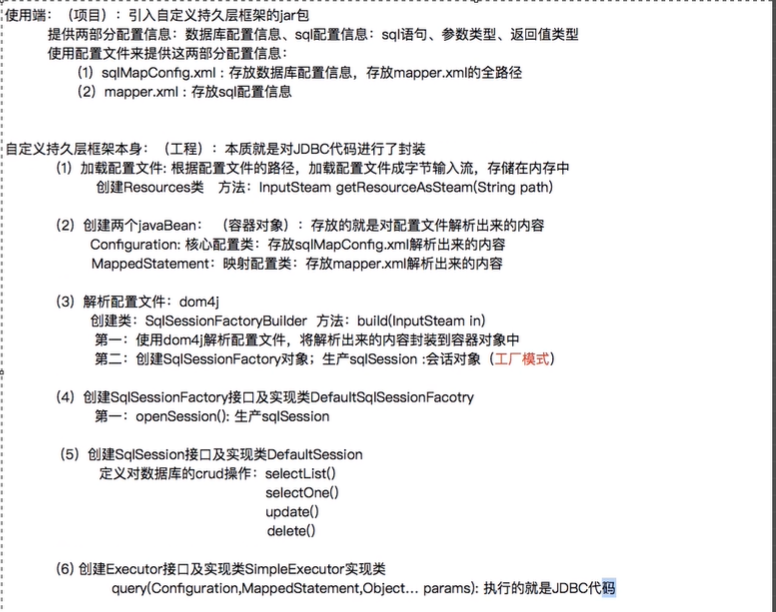 使用端：（项目）：引入自定义持久层框架的jar包
提供两部分配置信息：数据库配置信息、sql配置信息：sql语句、参数类型、返回值类型
使用配置文件来提供这两部分配置信息：
（1）sqlMapConfig.xml：存放数据库配置信息，存放mapper.xml的全路径
（2）mapper.xml：存放sql配置信息
自定义持久层框架本身：（工程）：本质就是对JDBC代码进行了封装
（1）加载配置文件: 根据配置文件的路径，加载配置文件成字节输入流，存储在内存中
创建Resources类 方法：InputSteam getResourceAsSteam(String path)
（2）创建两个javaBean：（容器对象）：存放的就是对配置文件解析出来的内容
Configuration: 核心配置类：存放sqlMapConfig.xml解析出来的内容
MappedStatement：映射配置类：存放mapper.xml解析出来的内容
（3）解析配置文件：dom4j
创建类：SqlSessionFactoryBuilder 方法：build(InputSteam in)
第一：使用dom4j解析配置文件，将解析出来的内容封装到容器对象中
第二：创建SqlSessionFactory对象；生产sqlSession :会话对象（工厂模式）
（4）创建SqlSessionFactory接口及实现类DefaultSqlSessionFacotry
第一：openSession(): 生产sqlSession
（5）创建SqlSession接口及实现类DefaultSession
定义对数据库的crud操作：selectList()
selectOne()
update()
delete()
（6) 创建Executor接口及实现类SimpleExecutor实现类
query(Configuration,MappedStatement,Object... params): 执行的就是JDBC代码